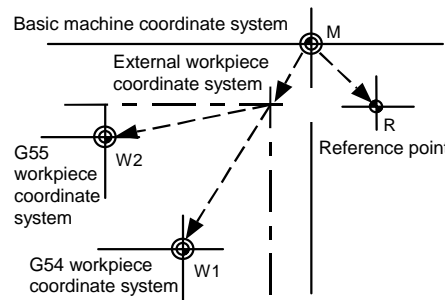 Basic machine coordinate system
M
External workpiece
coordinate system
R
Reference point
G55
workpiece
coordinate
system
W2
G54 workpiece
coordinate system
W1